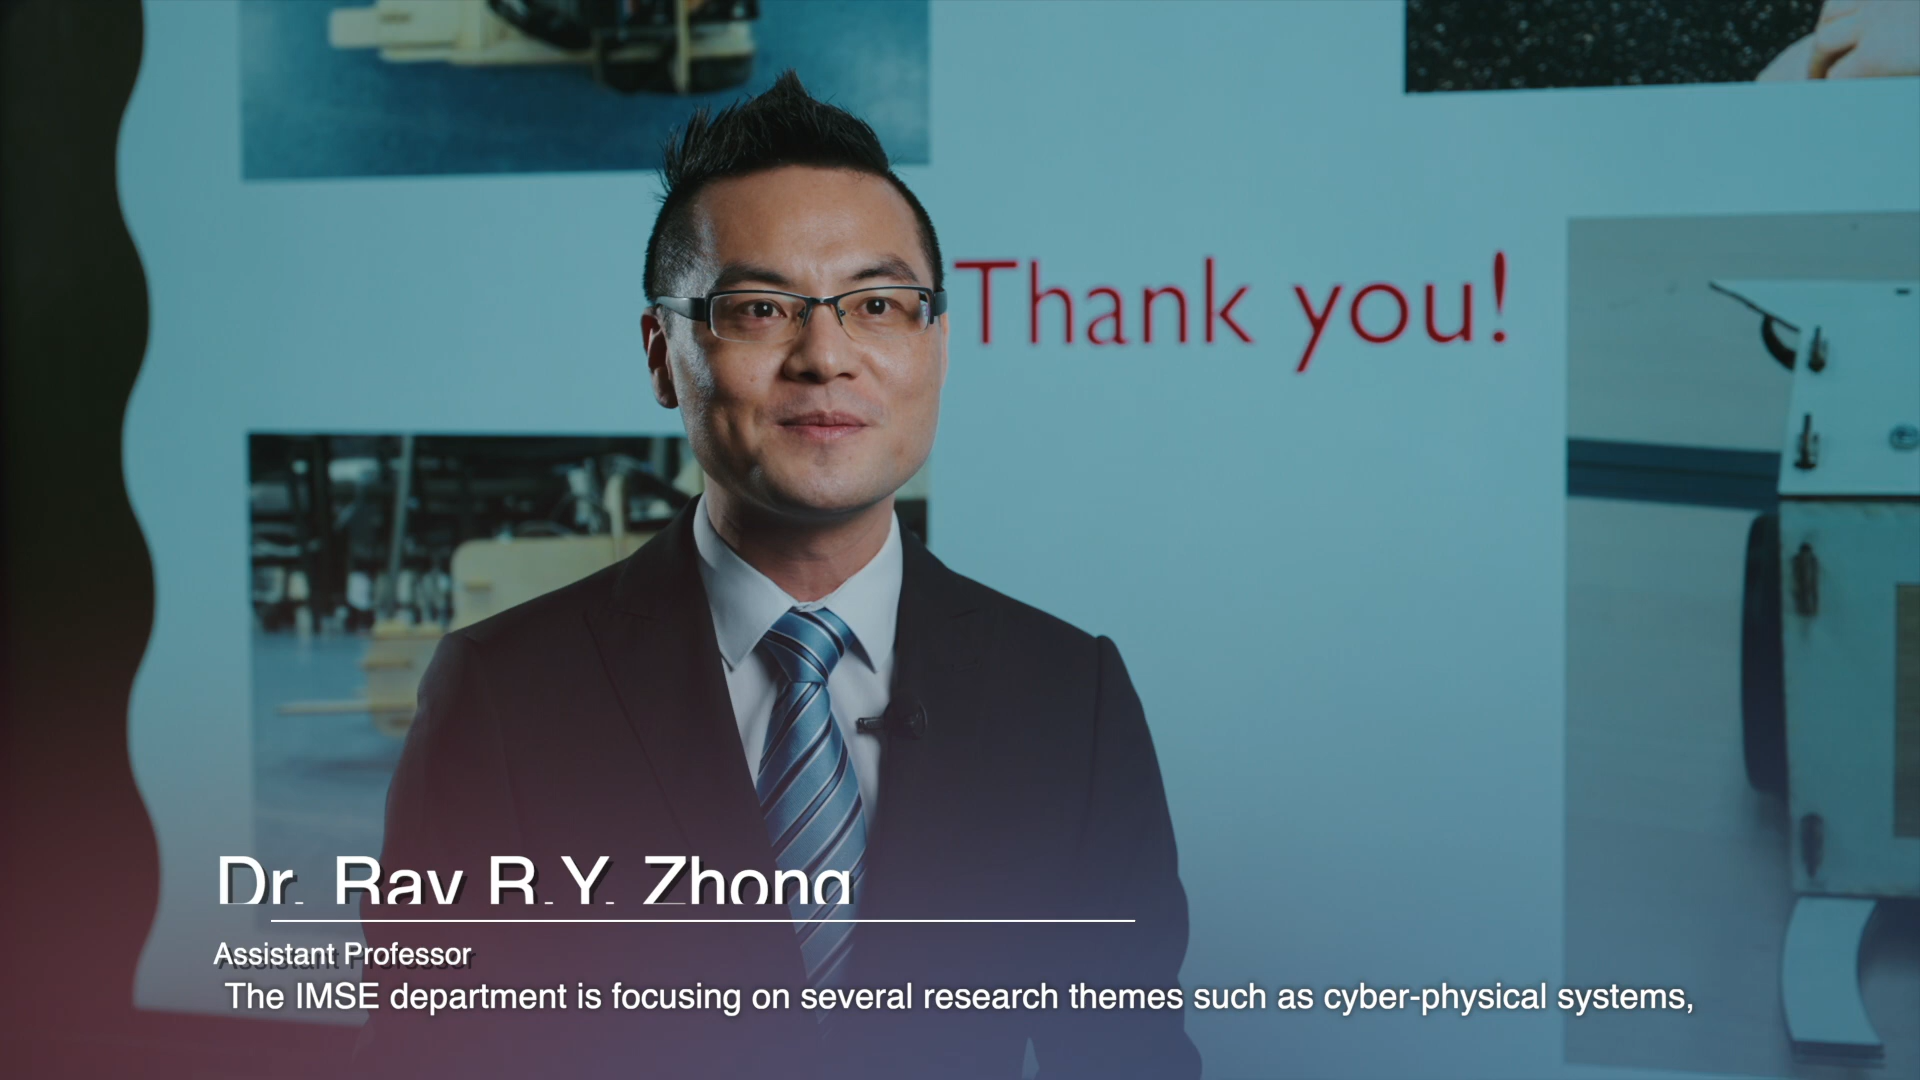 Thank you!
Dr. Ray R.Y. Zhong
Assistant Professor
The IMSE department is focusing on several research themes such as cyber-physical systems,